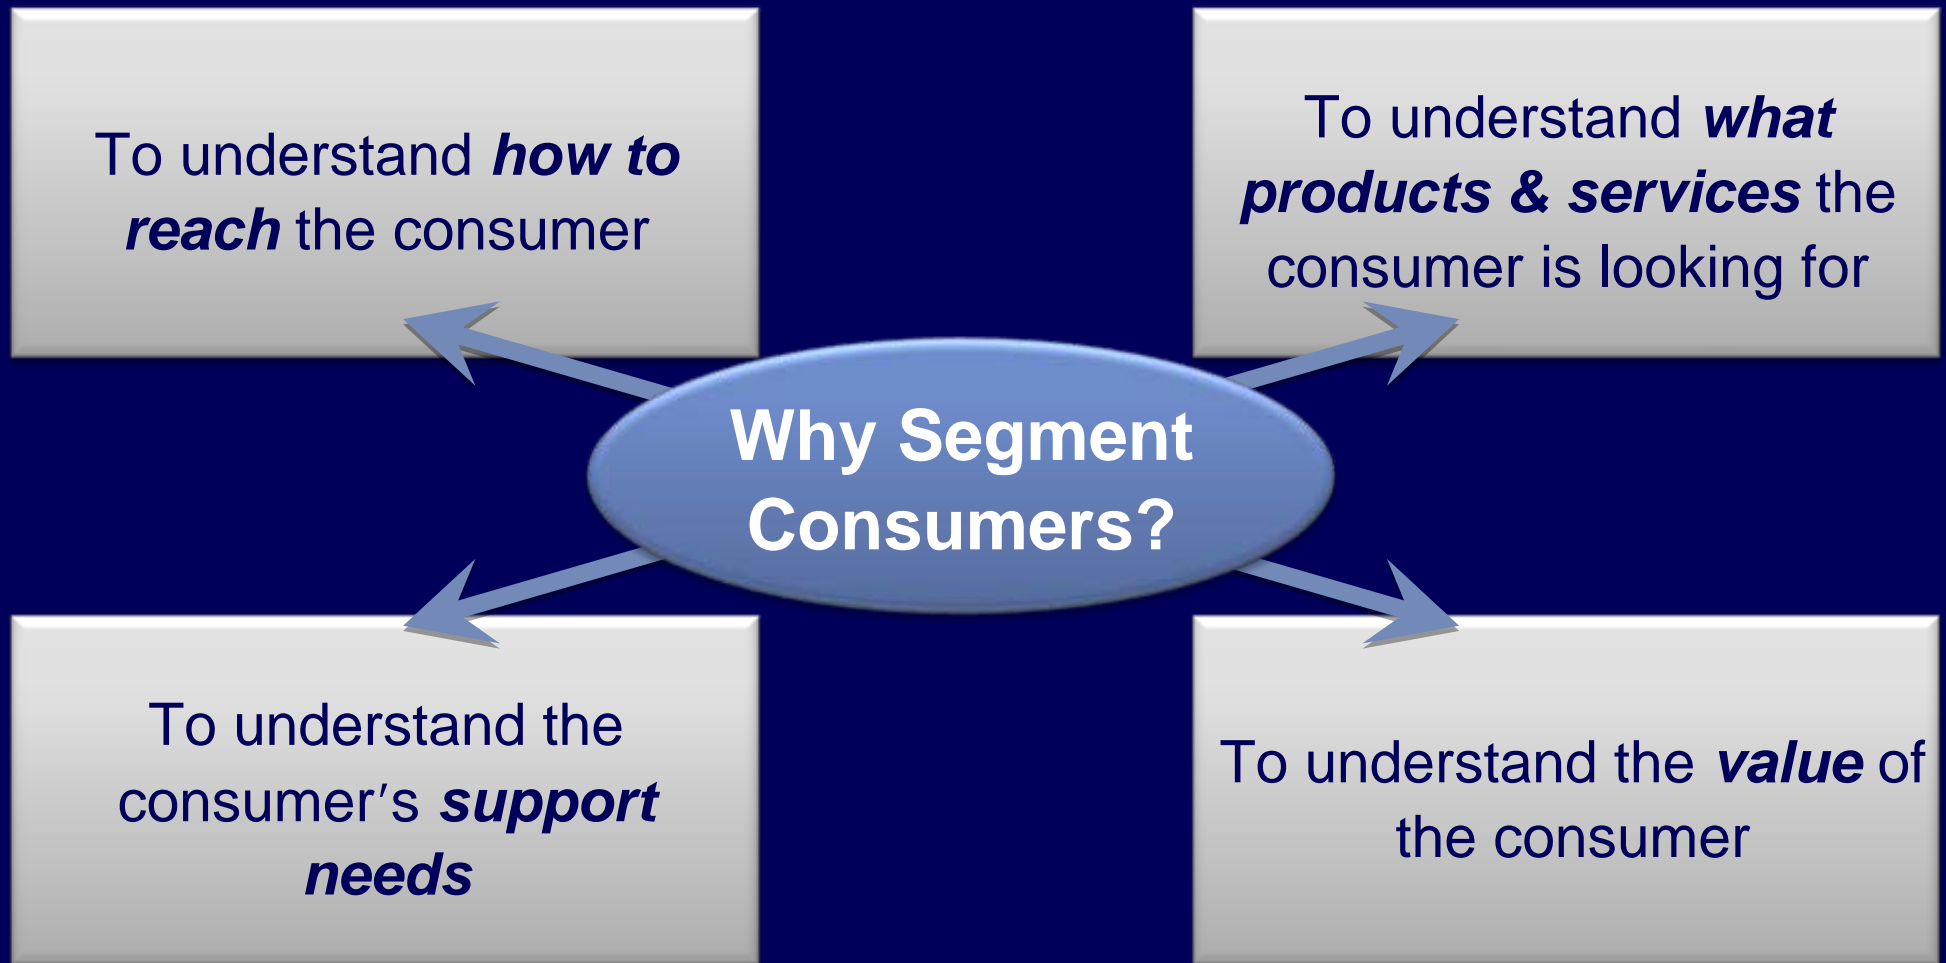 To understand how to
reach the consumer
To understand what
products & services the
consumer is looking for
Why Segment
Consumers?
To understand the
consumer′s support
needs
To understand the value of
the consumer